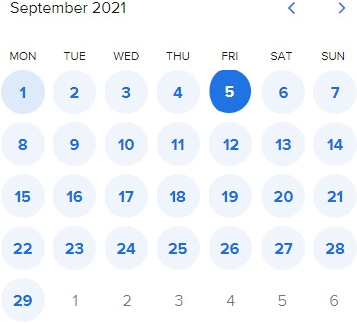 September 2021
MON TUE WED THU FRI SAT SUN
1 2 3 4 5 6 7
8 9 10 11 12 13 14
15 16 17 18 19 20 21
22 23 24 25 26 27 28
29 1 2 3 4 5 6